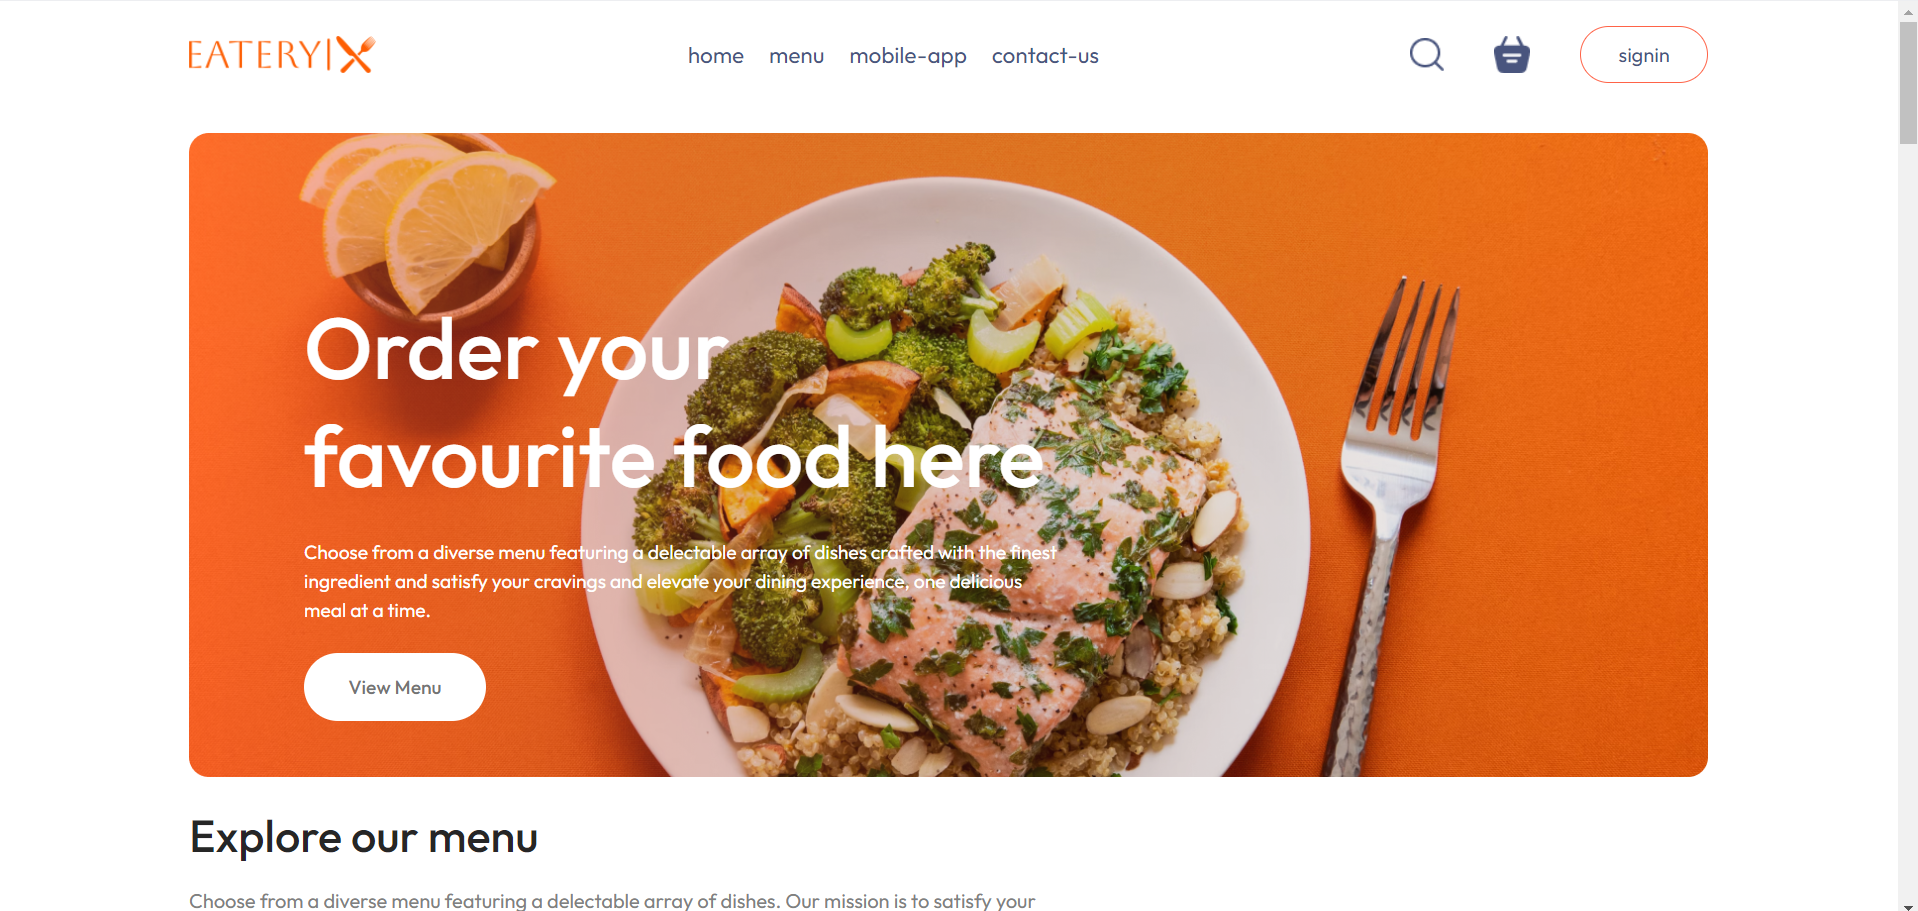 EATERY
home menu mobile-app contact-us
signin
Order your
favourite food here
Choose from a diverse menu featuring a delectable array of dishes crafted with the finest
ingredient and satisfy your cravings and elevate your dining experience, one delicious
meal at a time.
View Menu
Explore our menu
Choose from a diverse menu featuring a delectable array of dishes. Our mission is to satisfy your